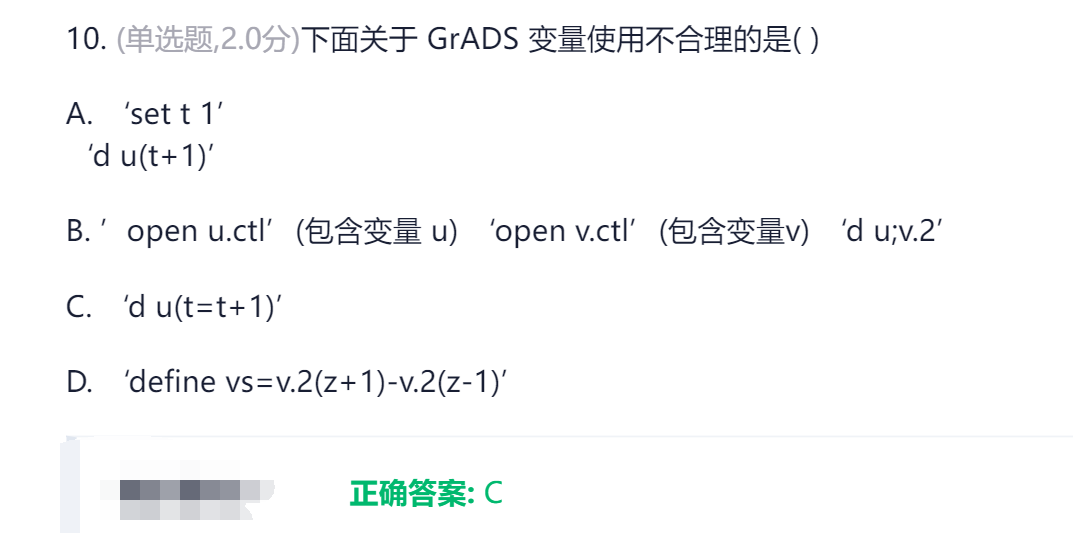 10. (单选题,2.0分)下面关于 GrADS 变量使用不合理的是( )
A. ‘set t 1’
‘d u(t+1)’
B. ’ open u.ctl’ (包含变量 u) ‘open v.ctl’ (包含变量v) ‘d u;v.2’
C. ‘d u(t=t+1)’
D. ‘define vs=v.2(z+1)-v.2(z-1)’
正确答案: C